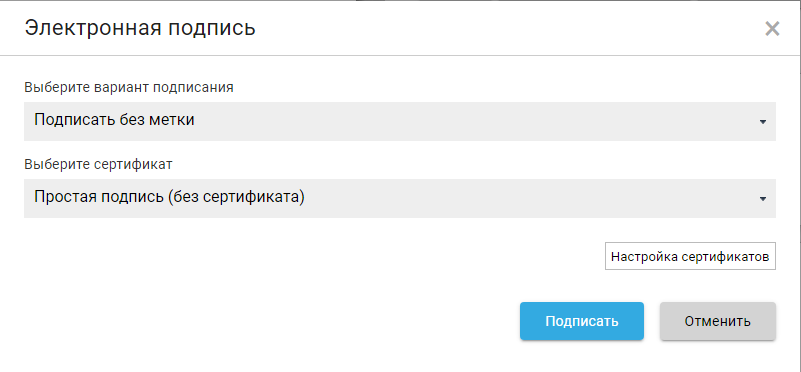 Электронная подпись
Выберите вариант подписания
Подписать без метки
Выберите сертификат
Простая подпись (без сертификата)
Настройка сертификатов
Подписать Отменить